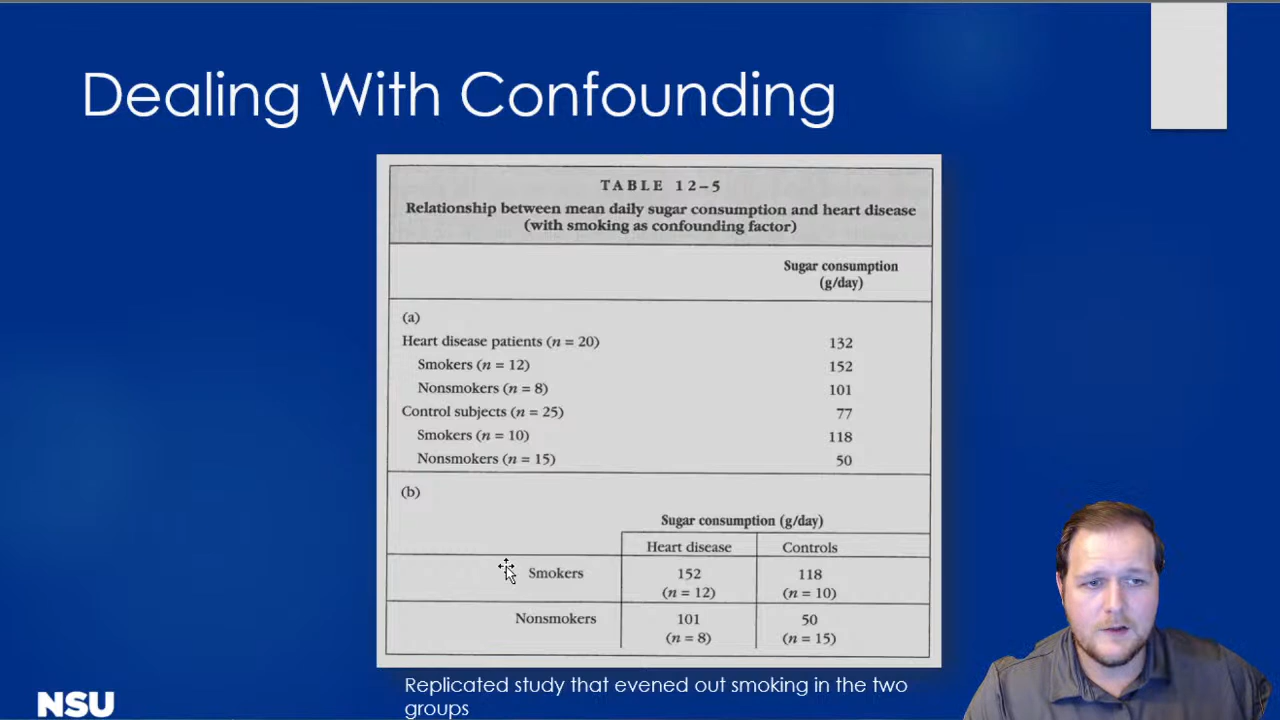 Dealing With Confounding
TABLE 12–5
Relationship between mean daily sugar consumption and heart disease
(with smoking as confounding factor)
Sugar consumption
(g/day)
(a)
Heart disease patients (n = 20) 132
Smokers (n = 12) 152
Nonsmokers (n = 8) 101
Control subjects (n = 25) 77
Smokers (n = 10) 118
Nonsmokers (n = 15) 50
(b)
Sugar consumption (g/day)
Heart disease Controls
Smokers 152 118
(n = 12) (n = 10)
Nonsmokers 101 50
(n = 8) (n = 15)
Replicated study that evened out smoking in the two
groups
NSU